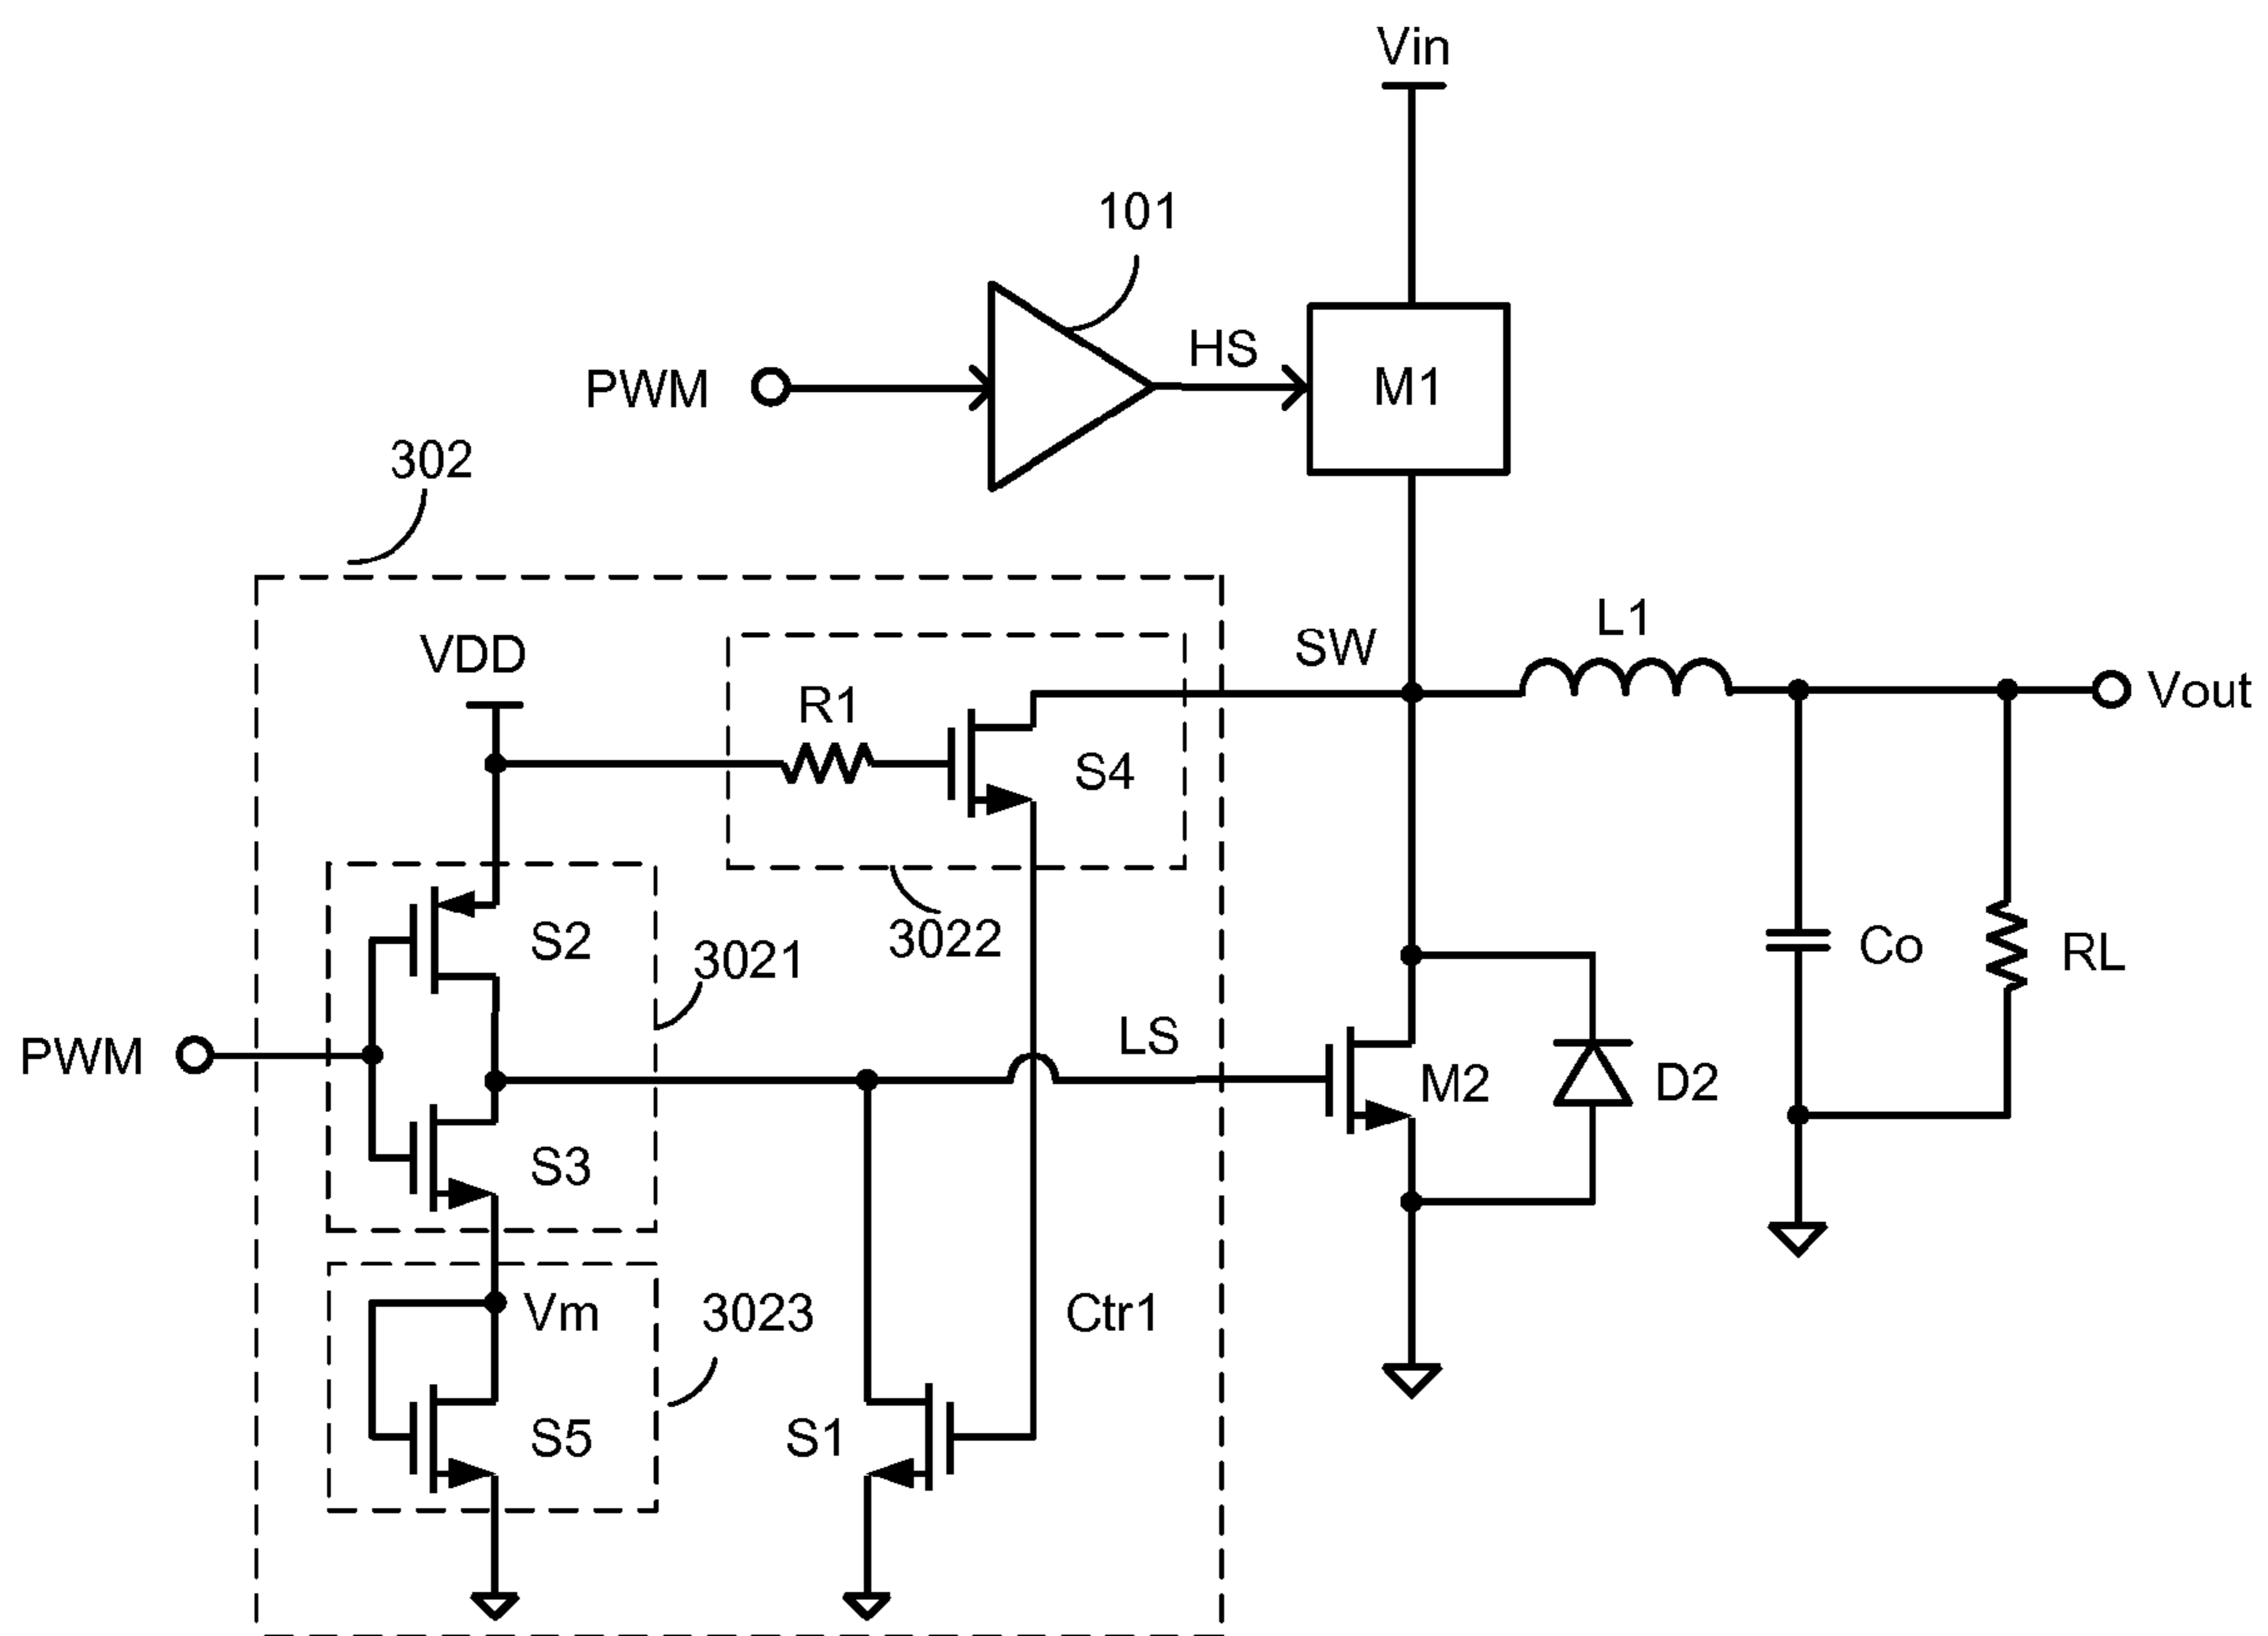 Vin
101
HS
PWM
M1
302
L1
SW
VDD
R1
Vout
S4
S2
3022
3021
Co
RL
LS
PWM
M2
D2
S3
Vm
3023
Ctr1
S5
S1